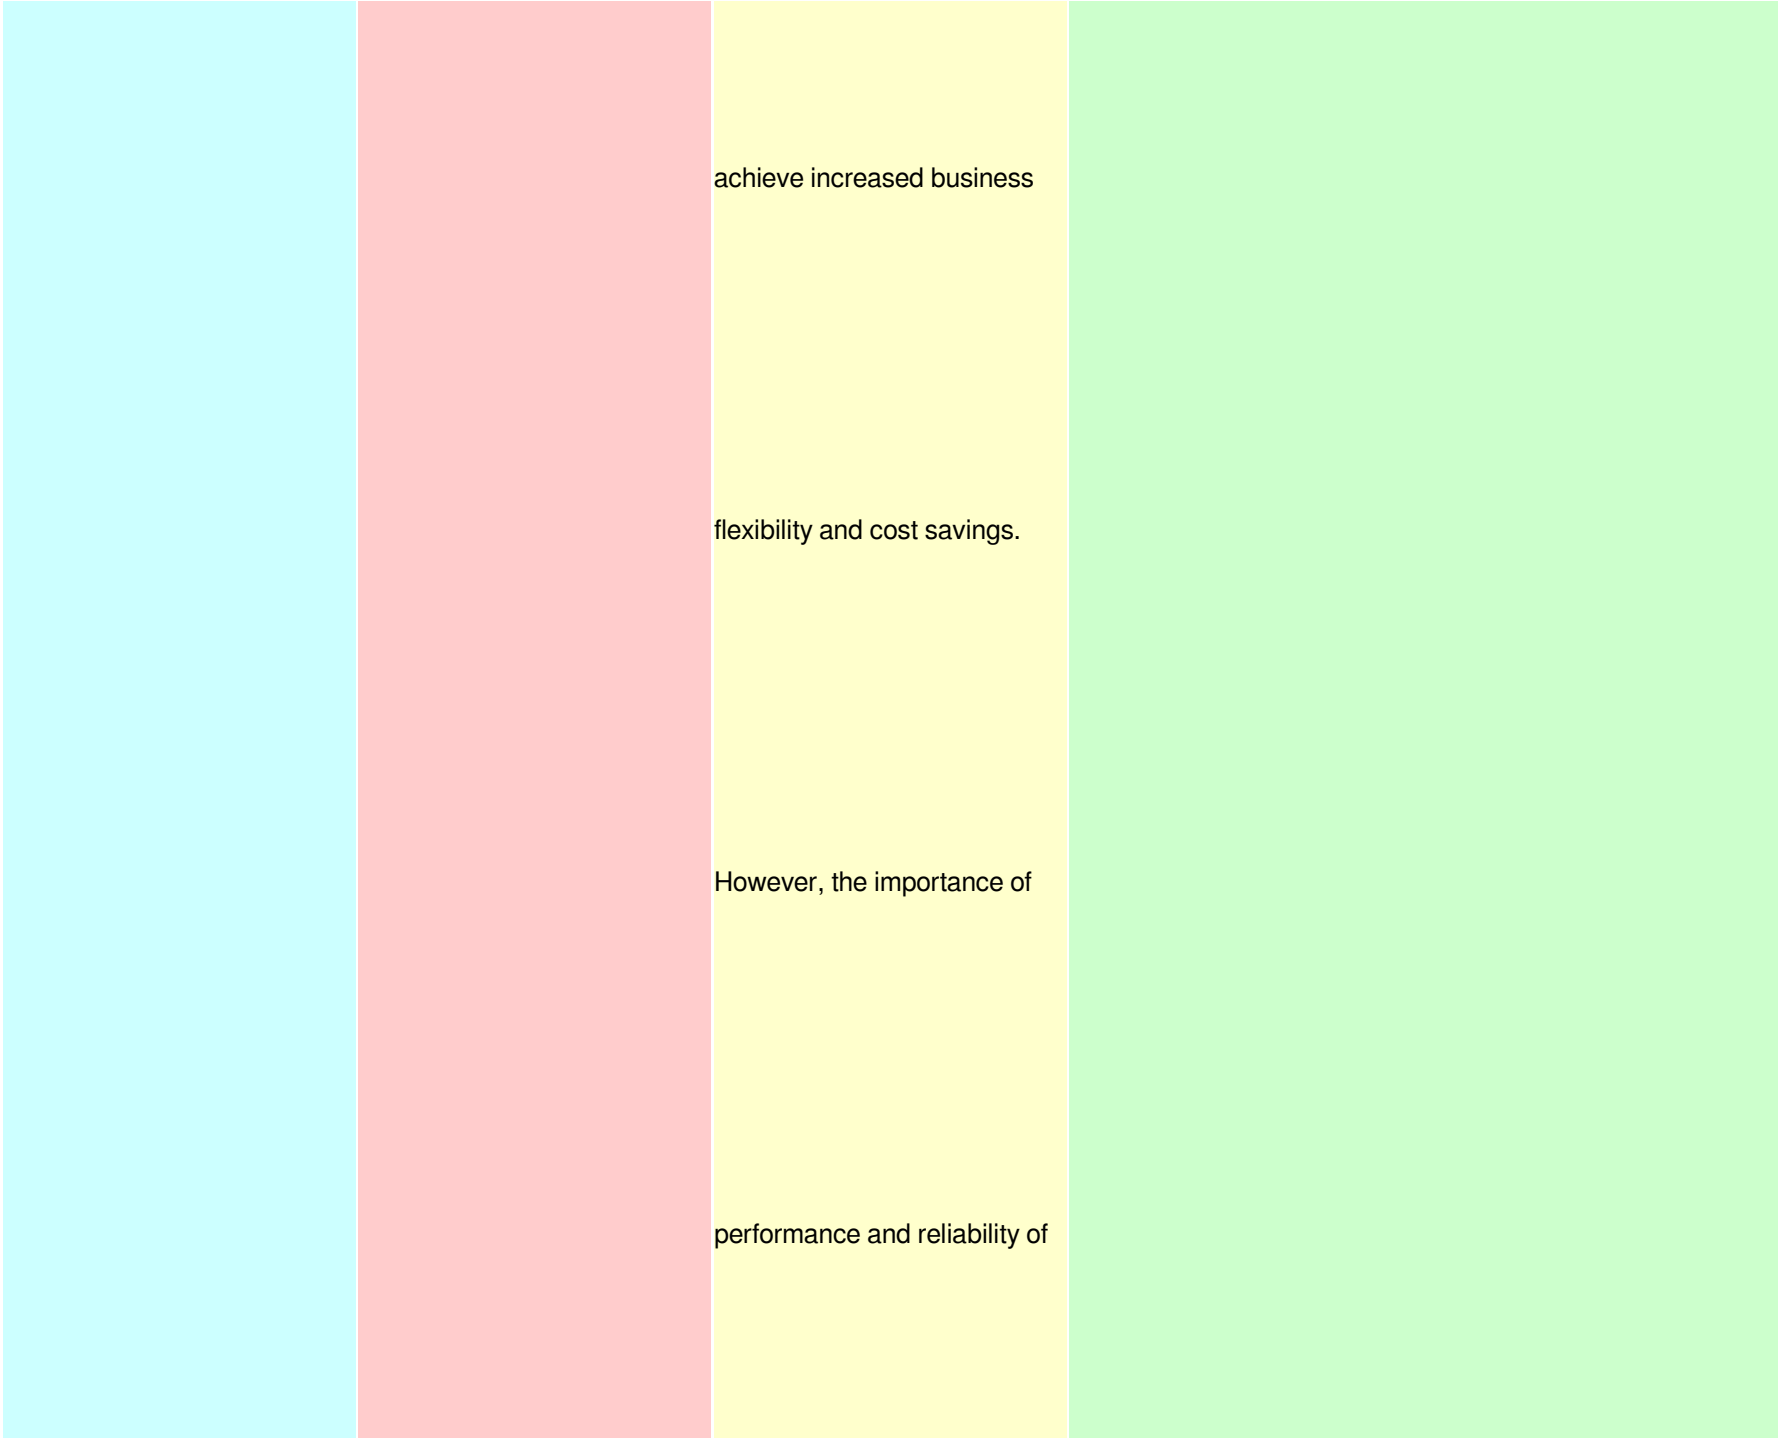 achieve increased business
flexibility and cost savings.
However, the importance of
performance and reliability of